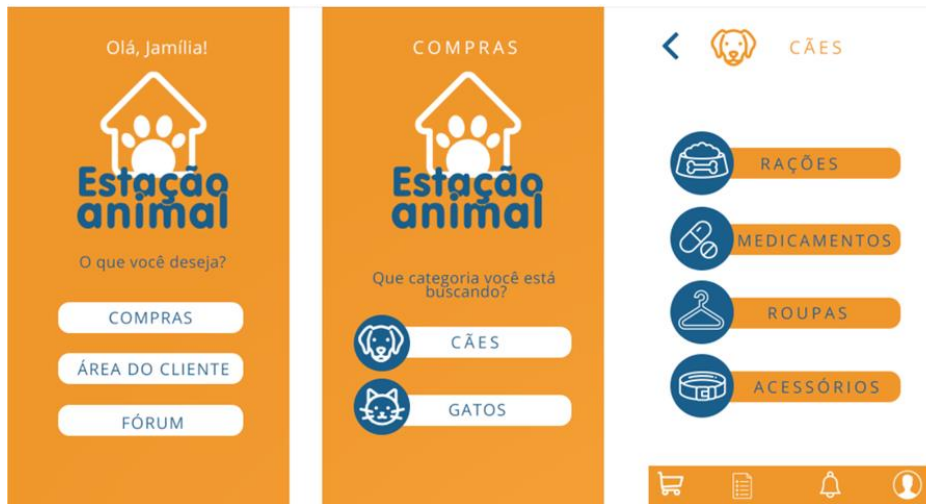 Olá, Jamília!
Estação
animal
O que você deseja?
COMPRAS
ÁREA DO CLIENTE
FÓRUM
COMPRAS
Estação
animal
Que categoria você está
buscando?
CÃES
GATOS
CÃES
RAÇÕES
MEDICAMENTOS
ROUPAS
ACESSÓRIOS